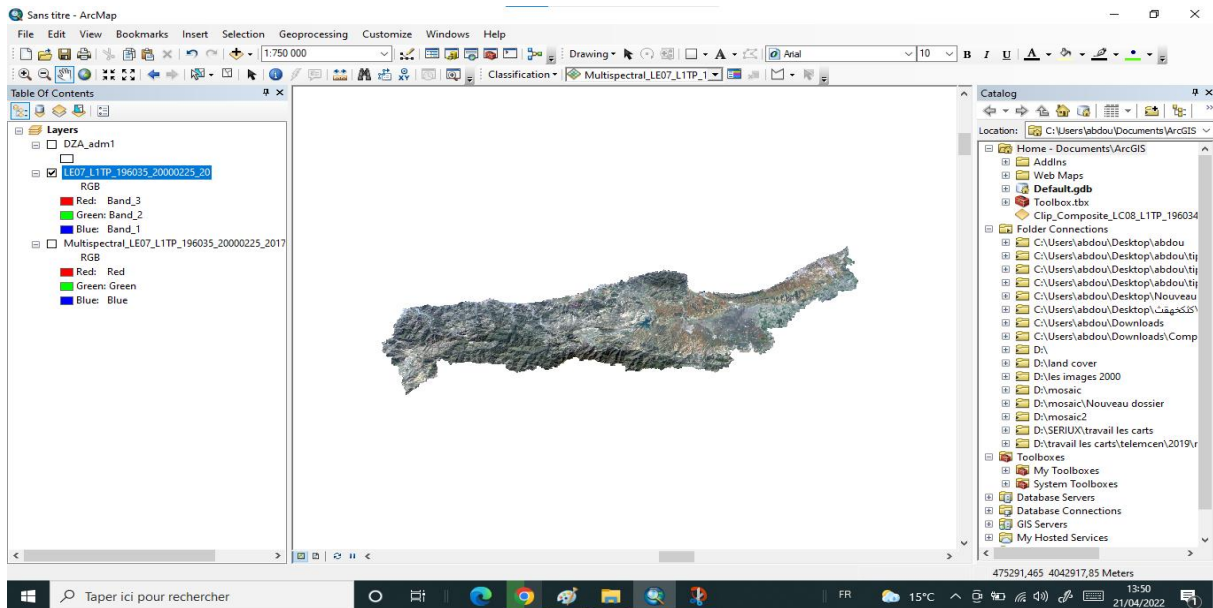 Sans titre - ArcMap
File Edit View Bookmarks Insert Selection Geoprocessing Customize Windows Help
1:750 000
Drawing
Arial
10
B I U A
Classification
Multispectral_LE07_L1TP_1
Table Of Contents
Layers
DZA_adm1
LE07_L1TP_196035_20000225_20
RGB
Red: Band_3
Green: Band_2
Blue: Band_1
Multispectral_LE07_L1TP_196035_20000225_2017
RGB
Red: Red
Green: Green
Blue: Blue
Catalog
Location: C:\Users\abdou\Documents\ArcGIS
Home - Documents\ArcGIS
AddIns
Web Maps
Default.gdb
Toolbox.tbx
Clip_Composite_LC08_L1TP_196034
Folder Connections
C:\Users\abdou\Desktop\abdou
C:\Users\abdou\Desktop\abdou\tip
C:\Users\abdou\Desktop\abdou\tip
C:\Users\abdou\Desktop\Nouveau
C:\Users\abdou\Desktop\
C:\Users\abdou\Downloads
C:\Users\abdou\Downloads\Comp
D:\
D:\land cover
D:\les images 2000
D:\mosaic
D:\mosaic\Nouveau dossier
D:\mosaic2
D:\SERIUX\travail les carts
D:\travail les carts\telemcen\2019\r
Toolboxes
My Toolboxes
System Toolboxes
Database Servers
Database Connections
GIS Servers
My Hosted Services
475291,465 4042917,85 Meters
Taper ici pour rechercher
FR
15°C
13:50
21/04/2022